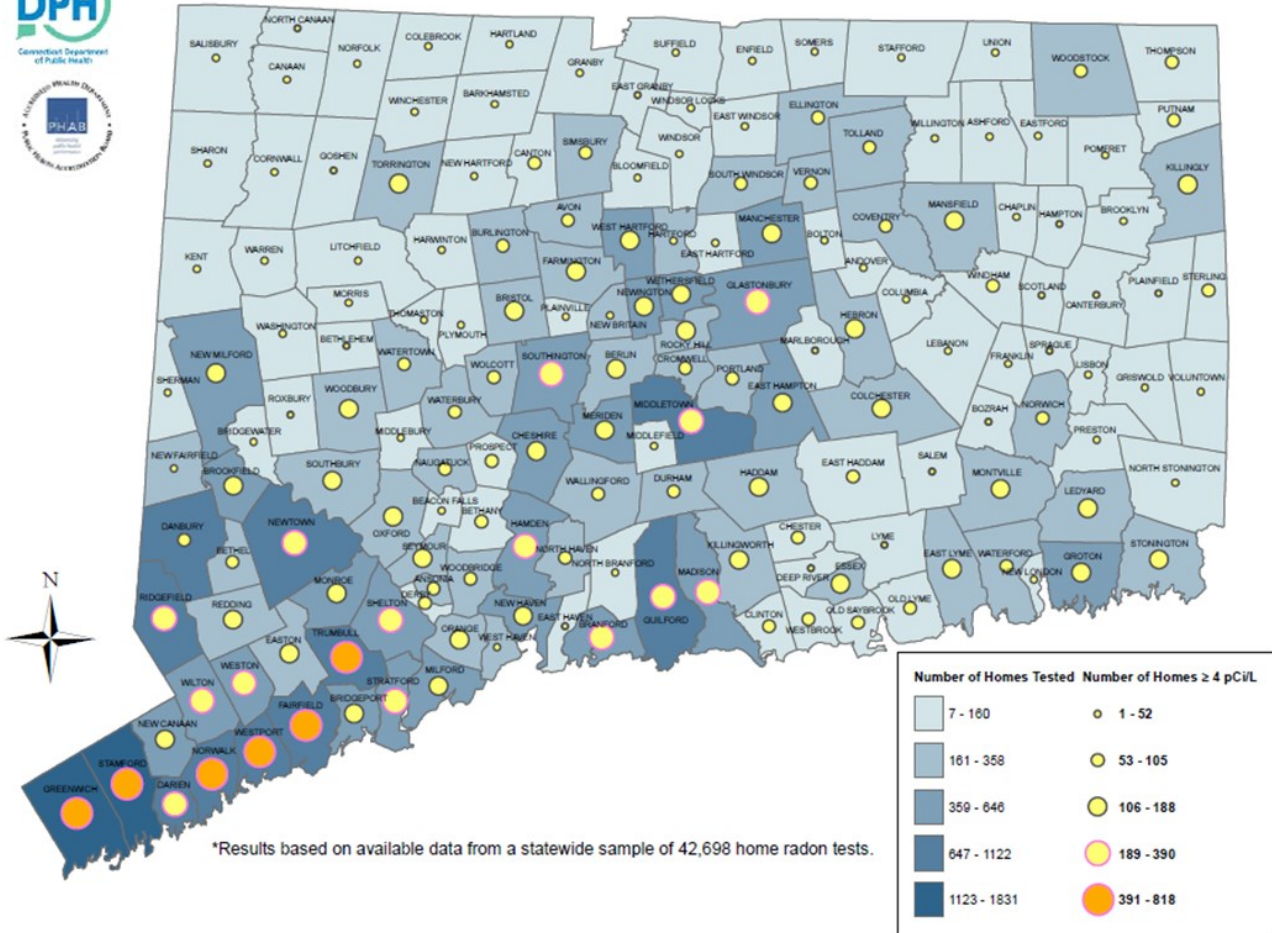 DPH
Connecticut Department
of Public Health
ACCREDITED HEALTH DEPARTMENT
PUBLIC HEALTH ACCREDITATION BOARD
PHAB
NORTH CANAAN
SALISBURY
CANAAN
NORFOLK
COLEBROOK
HARTLAND
GRANBY
SUFFIELD
ENFIELD
SOMERS
STAFFORD
UNION
WOODSTOCK
THOMPSON
EAST GRANBY
WINDSOR LOCKS
WINCHESTER
BARKHAMSTED
EAST WINDSOR
ELLINGTON
WILLINGTON
ASHFORD
EASTFORD
PUTNAM
SHARON
CORNWALL
GOSHEN
TORRINGTON
NEW HARTFORD
CANTON
SIMSBURY
BLOOMFIELD
WINDSOR
SOUTH WINDSOR
VERNON
TOLLAND
POMFRET
KILLINGLY
KENT
WARREN
LITCHFIELD
HARWINTON
BURLINGTON
AVON
WEST HARTFORD
HARTFORD
EAST HARTFORD
MANCHESTER
BOLTON
COVENTRY
MANSFIELD
CHAPLIN
HAMPTON
BROOKLYN
FARMINGTON
ANDOVER
WINDHAM
SCOTLAND
CANTERBURY
PLAINFIELD
STERLING
MORRIS
THOMASTON
PLYMOUTH
BRISTOL
PLAINVILLE
NEW BRITAIN
NEWINGTON
WETHERSFIELD
GLASTONBURY
COLUMBIA
HEBRON
WASHINGTON
BETHLEHEM
WATERTOWN
WOLCOTT
SOUTHINGTON
BERLIN
ROCKY HILL
CROMWELL
PORTLAND
MARLBOROUGH
LEBANON
FRANKLIN
SPRAGUE
LISBON
GRISWOLD
VOLUNTOWN
NEW MILFORD
SHERMAN
ROXBURY
WOODBURY
WATERBURY
MIDDLETOWN
EAST HAMPTON
COLCHESTER
BOZRAH
NORWICH
PRESTON
BRIDGEWATER
MIDDLEBURY
PROSPECT
CHESHIRE
MERIDEN
MIDDLEFIELD
NEW FAIRFIELD
BROOKFIELD
SOUTHBURY
NAUGATUCK
WALLINGFORD
DURHAM
HADDAM
EAST HADDAM
SALEM
MONTVILLE
LEDYARD
NORTH STONINGTON
DANBURY
NEWTOWN
BETHEL
OXFORD
BEACON FALLS
BETHANY
HAMDEN
NORTH HAVEN
NORTH BRANFORD
KILLINGWORTH
CHESTER
DEEP RIVER
ESSEX
LYME
EAST LYME
WATERFORD
NEW LONDON
GROTON
STONINGTON
SEYMOUR
ANSONIA
DERBY
WOODBRIDGE
RIDGEFIELD
REDDING
MONROE
SHELTON
NEW HAVEN
EAST HAVEN
BRANFORD
GUILFORD
MADISON
CLINTON
WESTBROOK
OLD SAYBROOK
OLD LYME
EASTON
TRUMBULL
ORANGE
WEST HAVEN
MILFORD
STRATFORD
WILTON
WESTON
FAIRFIELD
BRIDGEPORT
NEW CANAAN
NORWALK
WESTPORT
GREENWICH
STAMFORD
DARIEN
N
*Results based on available data from a statewide sample of 42,698 home radon tests.
Number of Homes Tested Number of Homes ≥ 4 pCi/L
7 - 160 1 - 52
161 - 358 53 - 105
359 - 646 106 - 188
647 - 1122 189 - 390
1123 - 1831 391 - 818